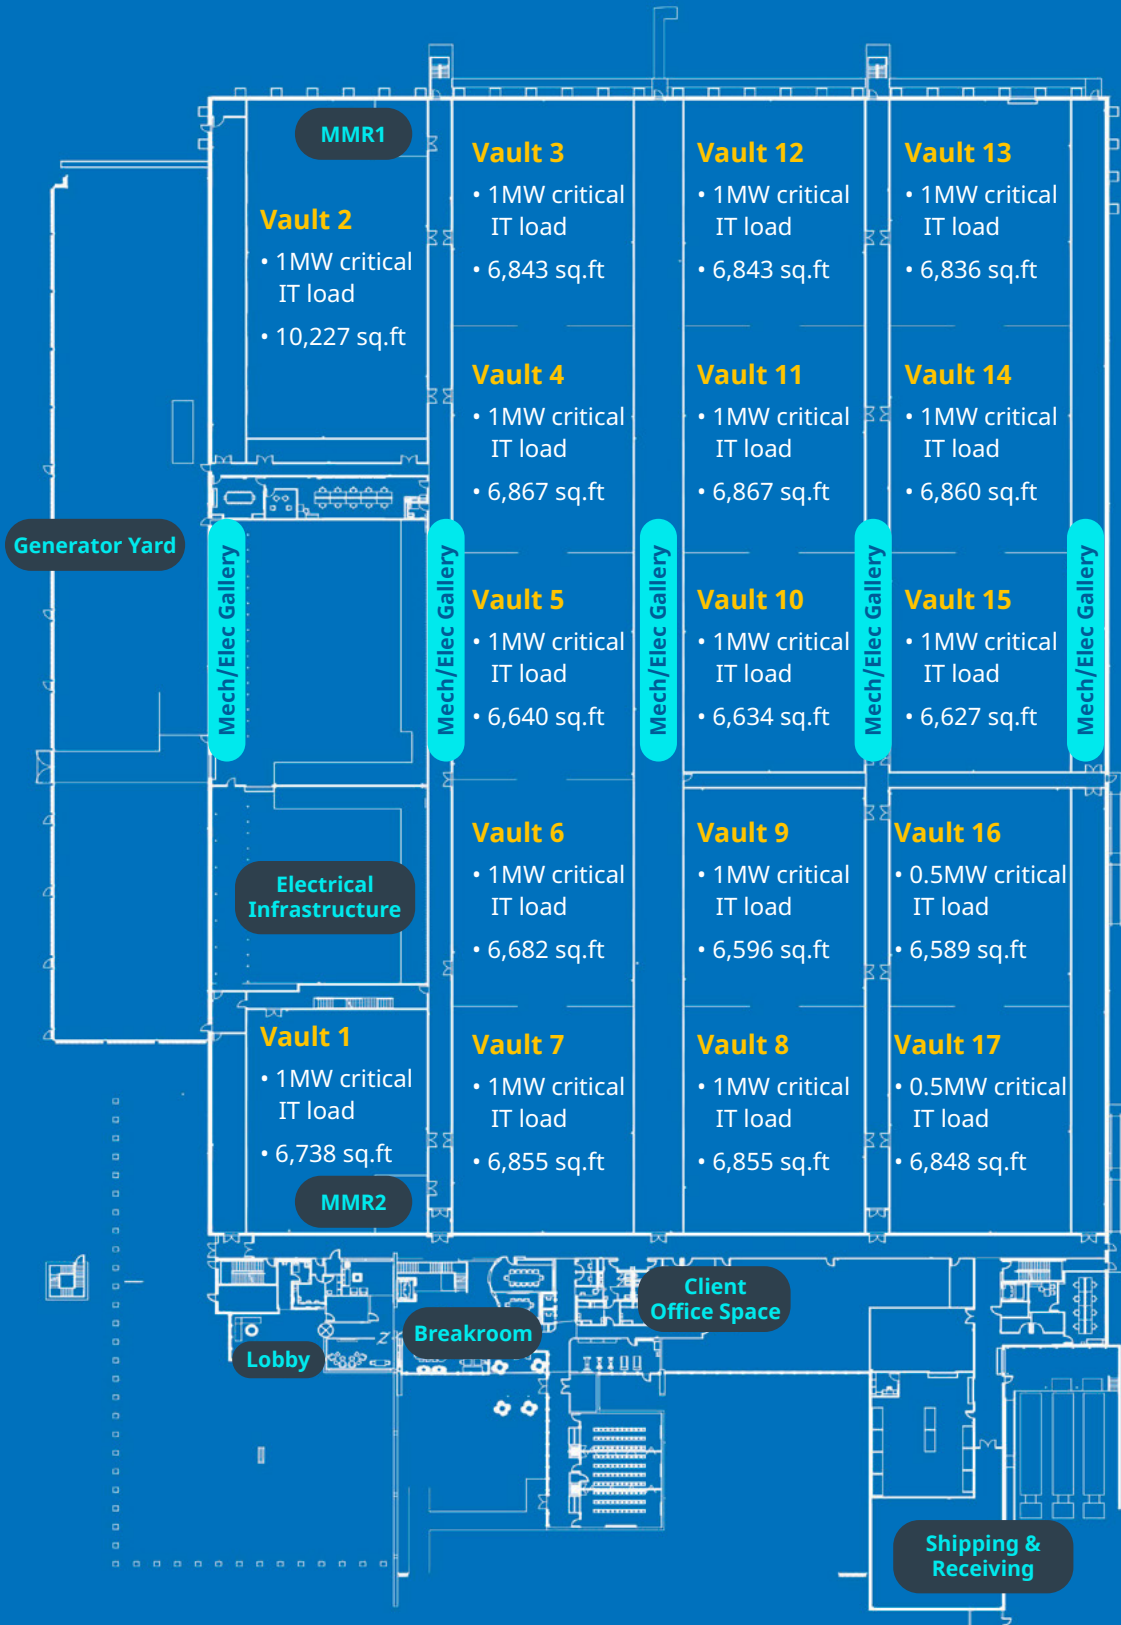 MMR1
Vault 2
• 1MW critical
IT load
• 10,227 sq.ft
Vault 3
• 1MW critical
IT load
• 6,843 sq.ft
Vault 12
• 1MW critical
IT load
• 6,843 sq.ft
Vault 13
• 1MW critical
IT load
• 6,836 sq.ft
Vault 4
• 1MW critical
IT load
• 6,867 sq.ft
Vault 11
• 1MW critical
IT load
• 6,867 sq.ft
Vault 14
• 1MW critical
IT load
• 6,860 sq.ft
Generator Yard
Mech/Elec Gallery
Mech/Elec Gallery
Vault 5
• 1MW critical
IT load
• 6,640 sq.ft
Mech/Elec Gallery
Vault 10
• 1MW critical
IT load
• 6,634 sq.ft
Mech/Elec Gallery
Vault 15
• 1MW critical
IT load
• 6,627 sq.ft
Mech/Elec Gallery
Electrical
Infrastructure
Vault 6
• 1MW critical
IT load
• 6,682 sq.ft
Vault 9
• 1MW critical
IT load
• 6,596 sq.ft
Vault 16
• 0.5MW critical
IT load
• 6,589 sq.ft
Vault 1
• 1MW critical
IT load
• 6,738 sq.ft
MMR2
Vault 7
• 1MW critical
IT load
• 6,855 sq.ft
Vault 8
• 1MW critical
IT load
• 6,855 sq.ft
Vault 17
• 0.5MW critical
IT load
• 6,848 sq.ft
Lobby
Breakroom
Client
Office Space
Shipping &
Receiving